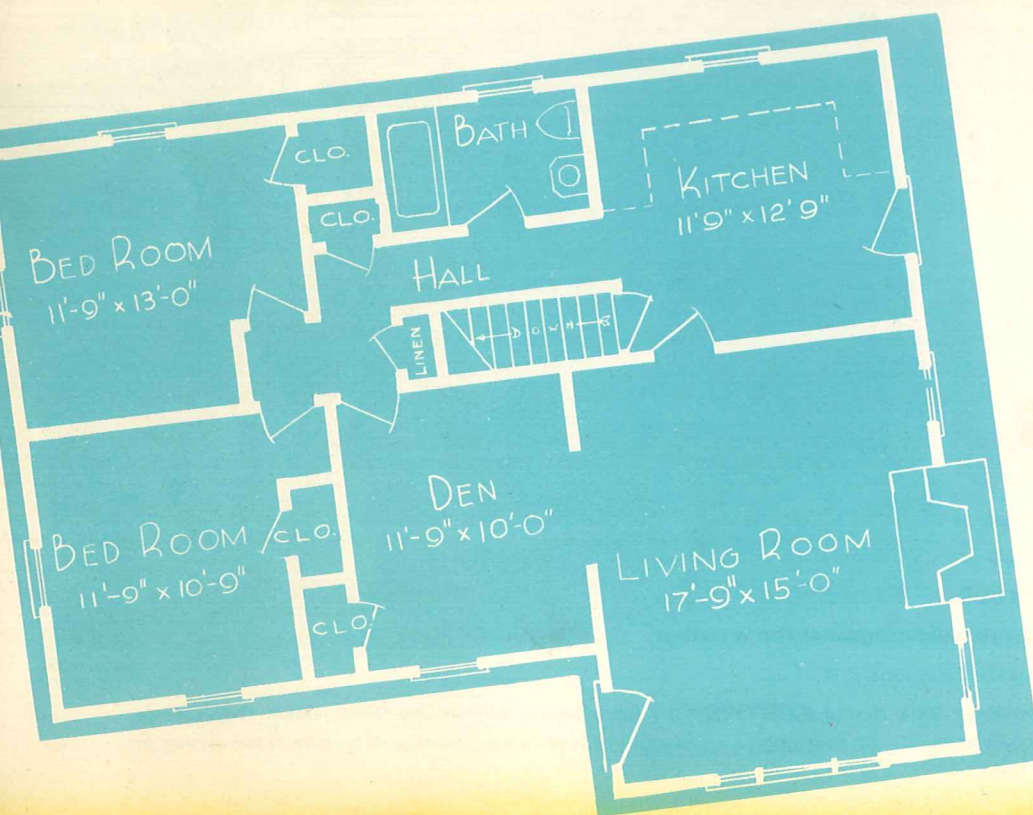 BATH
CLO.
KITCHEN
11'9" x 12'9"
CLO.
BED ROOM
11'-9" x 13'-0"
HALL
LINEN
DOWN
DEN
11'-9" x 10'-0"
BED ROOM
11'-9" x 10'-9"
CLO.
LIVING ROOM
17'-9" x 15'-0"
CLO.